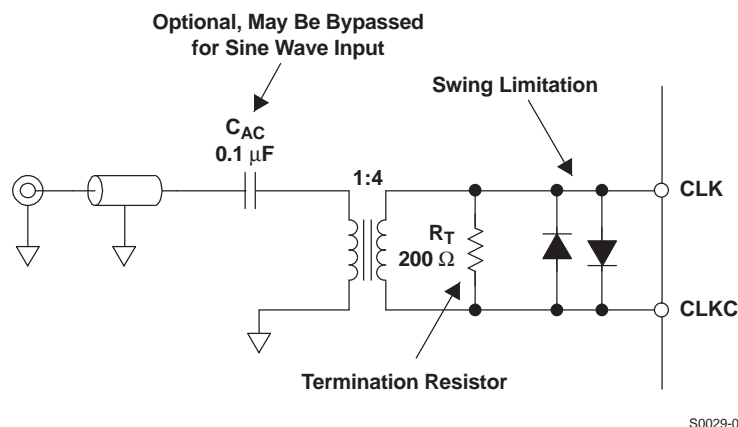 Optional, May Be Bypassed
for Sine Wave Input
Swing Limitation
CAC
0.1 μF
1:4
CLK
RT
200 Ω
CLKC
Termination Resistor
S0029-0